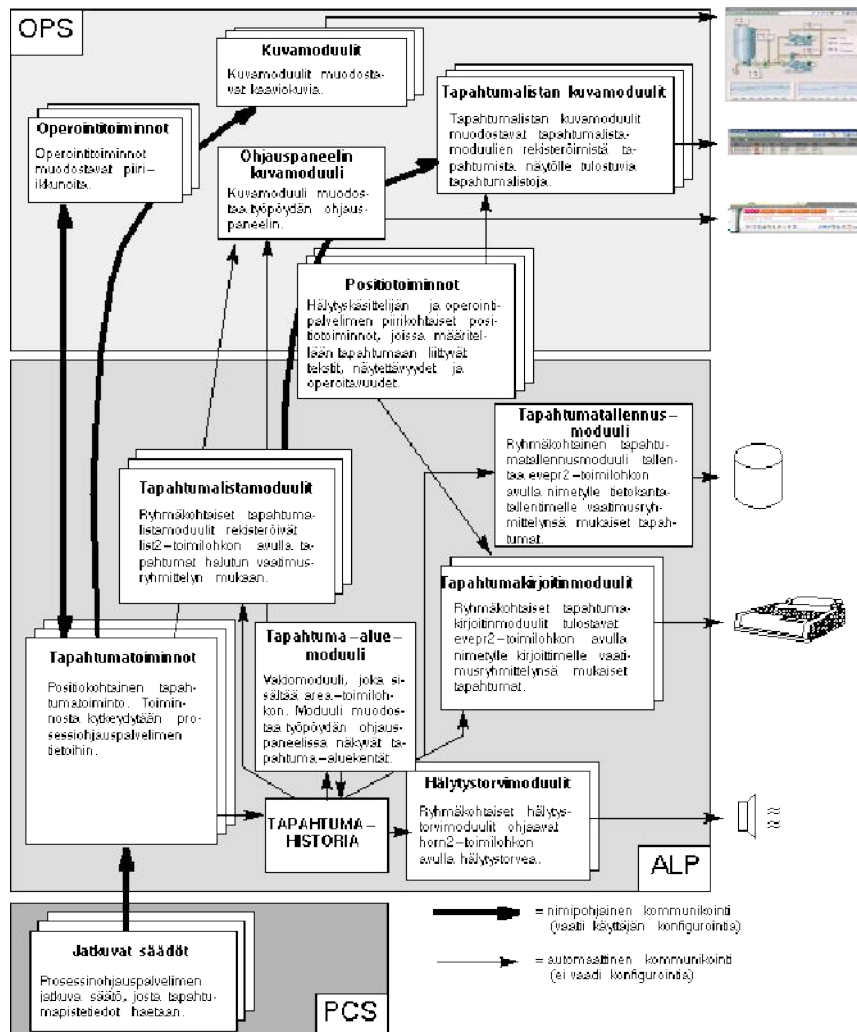 OPS
Kuvamoduulit
Kuvamoduulit muodosta-
vat kaaviokuvia.
Operointitoiminnot
Operointitoiminnot
muodostavat piiri-
ikkunoita.
Ohjauspaneelin
kuvamoduuli
Kuvamoduuli muodos-
taa työpöydän ohjaus-
paneelin.
Tapahtumalistan kuvamoduulit
Tapahtumalistan kuvamoduulit
muodostavat tapahtumalista-
moduulien rekisteröimistä ta-
pahtumista näytölle tulostuvia
tapahtumalistoja.
Positiotoiminnot
Hälytyskäsittelijän ja operointi-
palvelimen piirikohtaiset posi-
tiotoiminnot, joissa määritel-
lään tapahtumaan liittyvät
tekstit, näytettävyydet ja
operoitavuudet.
Tapahtumatallennus-
moduuli
Ryhmäkohtainen tapahtu-
matallennusmoduuli tallen-
taa evepr2-toimilohkon
avulla nimetylle tietokanta-
tallentimelle vaatimusryh-
mittelynsä mukaiset tapah-
tumat.
Tapahtumalistamoduulit
Ryhmäkohtaiset tapahtuma-
listamoduulit rekisteröivät
list2-toimilohkon avulla ta-
pahtumat halutun vaatimus-
ryhmittelyn mukaan.
Tapahtumakirjoitinmoduulit
Ryhmäkohtaiset tapahtuma-
kirjoitinmoduulit tulostavat
evepr2-toimilohkon avulla
nimetylle kirjoittimelle vaati-
musryhmittelynsä mukaiset
tapahtumat.
Tapahtumatoiminnot
Positiokohtainen tapah-
tumatoiminto. Toimin-
nosta kytkeydytään pro-
sessiohjauspalvelimen
tietoihin.
Tapahtuma-alue-
moduuli
Vakiomoduuli, joka si-
sältää area-toimiloh-
kon. Moduuli muodos-
taa työpöydän ohjaus-
paneelissa näkyvät ta-
pahtuma-aluekentät.
TAPAHTUMA-
HISTORIA
Hälytystorvimoduulit
Ryhmäkohtaiset hälytys-
torvimoduulit ohjaavat
horn2-toimilohkon
avulla hälytystorvea.
ALP
Jatkuvat säädöt
Prosessinohjauspalvelimen
jatkuva säätö, josta tapahtu-
mapistetiedot haetaan.
PCS
= nimipohjainen kommunikointi
(vaatii käyttäjän konfigurointia)
= automaattinen kommunikointi
(ei vaadi konfigurointia)